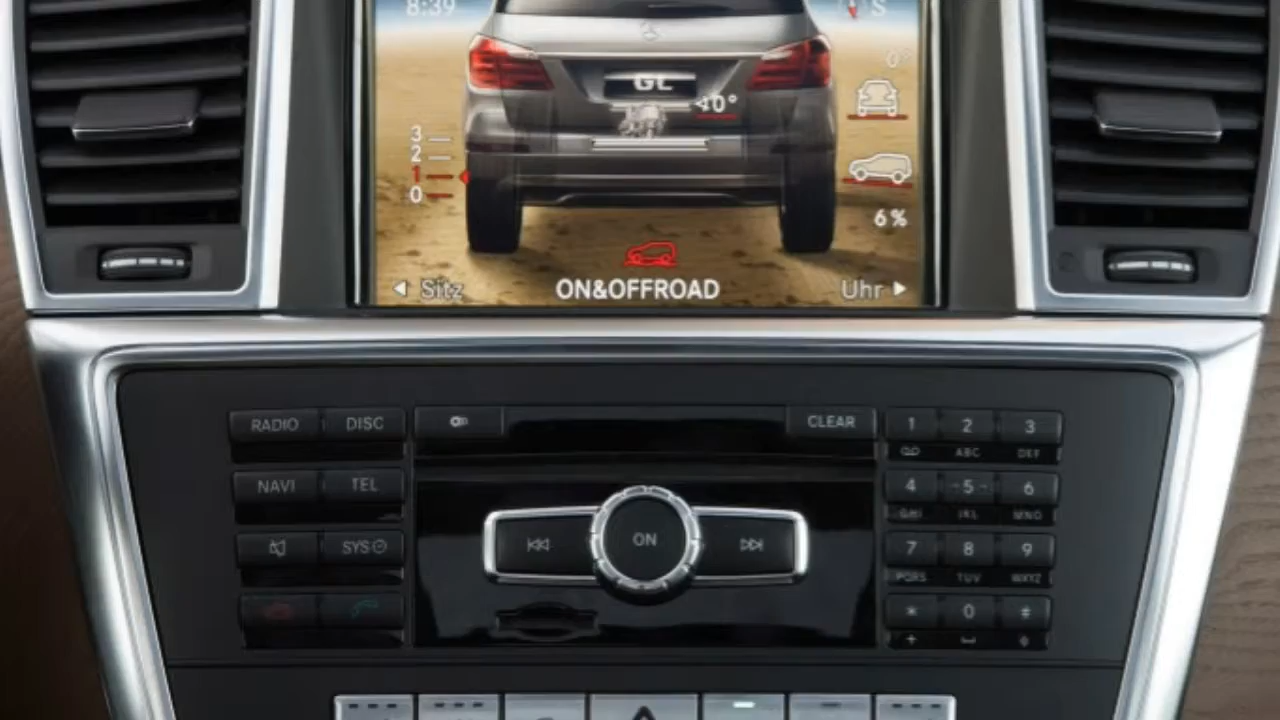 8:39
S
GL
0°
40°
3
2
1
0
6%
Sitz
ON&OFFROAD
Uhr
RADIO DISC
CLEAR
1 2 3
ABC DEF
NAVI TEL
4 5 6
GHI JKL MNO
ON
SYS
7 8 9
PQRS TUV WXYZ
* 0 #
+